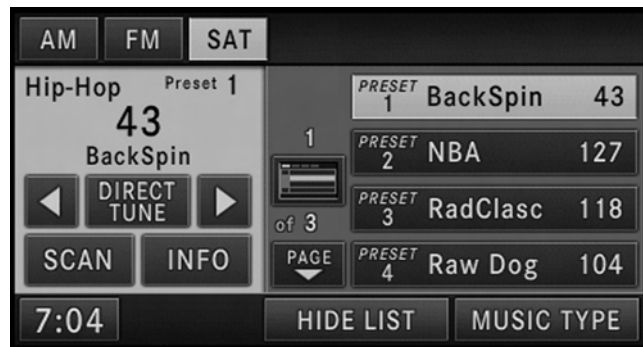 AM FM SAT
Hip-Hop Preset 1
43
BackSpin
DIRECT
TUNE
SCAN INFO
1
of 3
PAGE
PRESET 1 BackSpin 43
PRESET 2 NBA 127
PRESET 3 RadClasc 118
PRESET 4 Raw Dog 104
7:04 HIDE LIST MUSIC TYPE